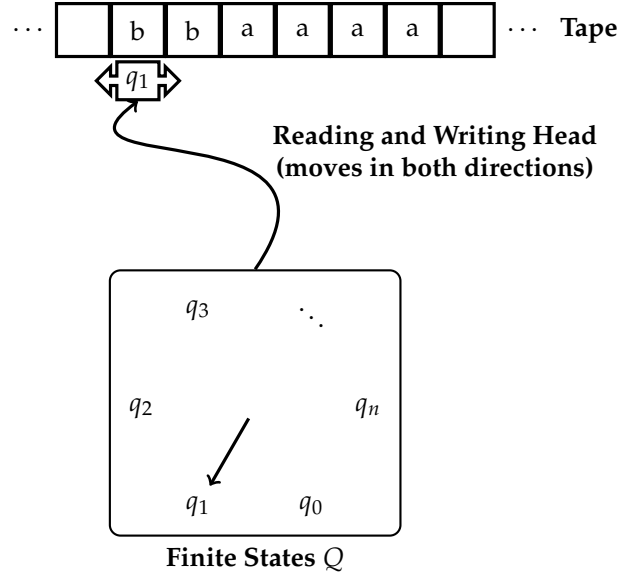 ··· b b a a a a ··· Tape
q₁
Reading and Writing Head
(moves in both directions)
q₃ ⋱
q₂ qₙ
q₁ q₀
Finite States Q